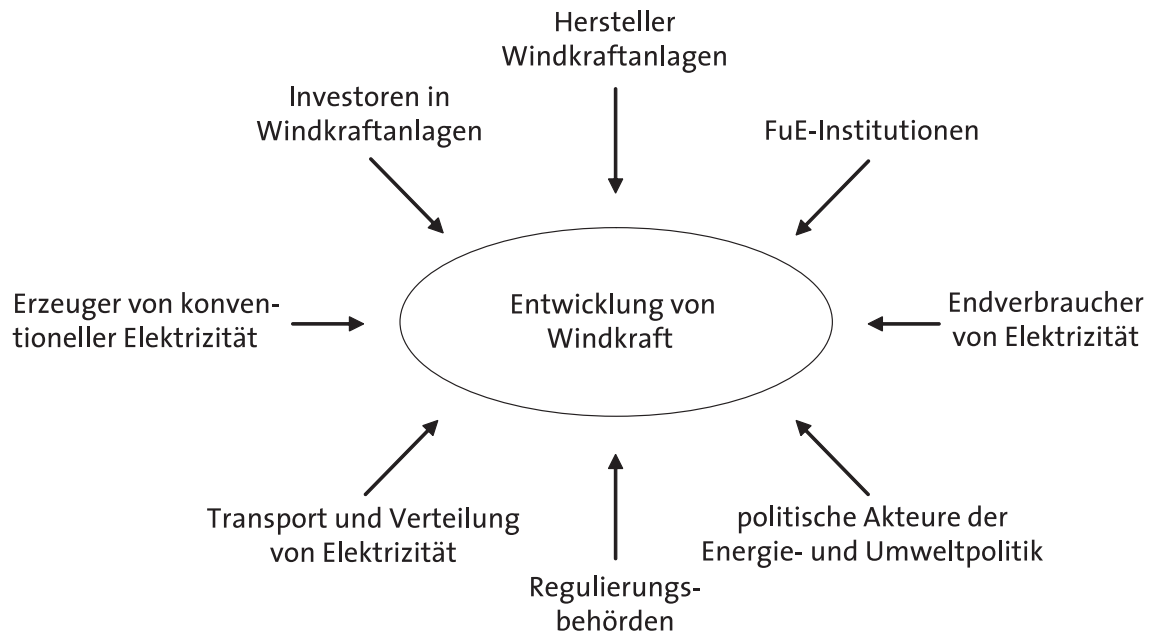 Hersteller
Windkraftanlagen
Investoren in
Windkraftanlagen
FuE-Institutionen
Erzeuger von konven-
tioneller Elektrizität
Entwicklung von
Windkraft
Endverbraucher
von Elektrizität
Transport und Verteilung
von Elektrizität
politische Akteure der
Energie- und Umweltpolitik
Regulierungs-
behörden